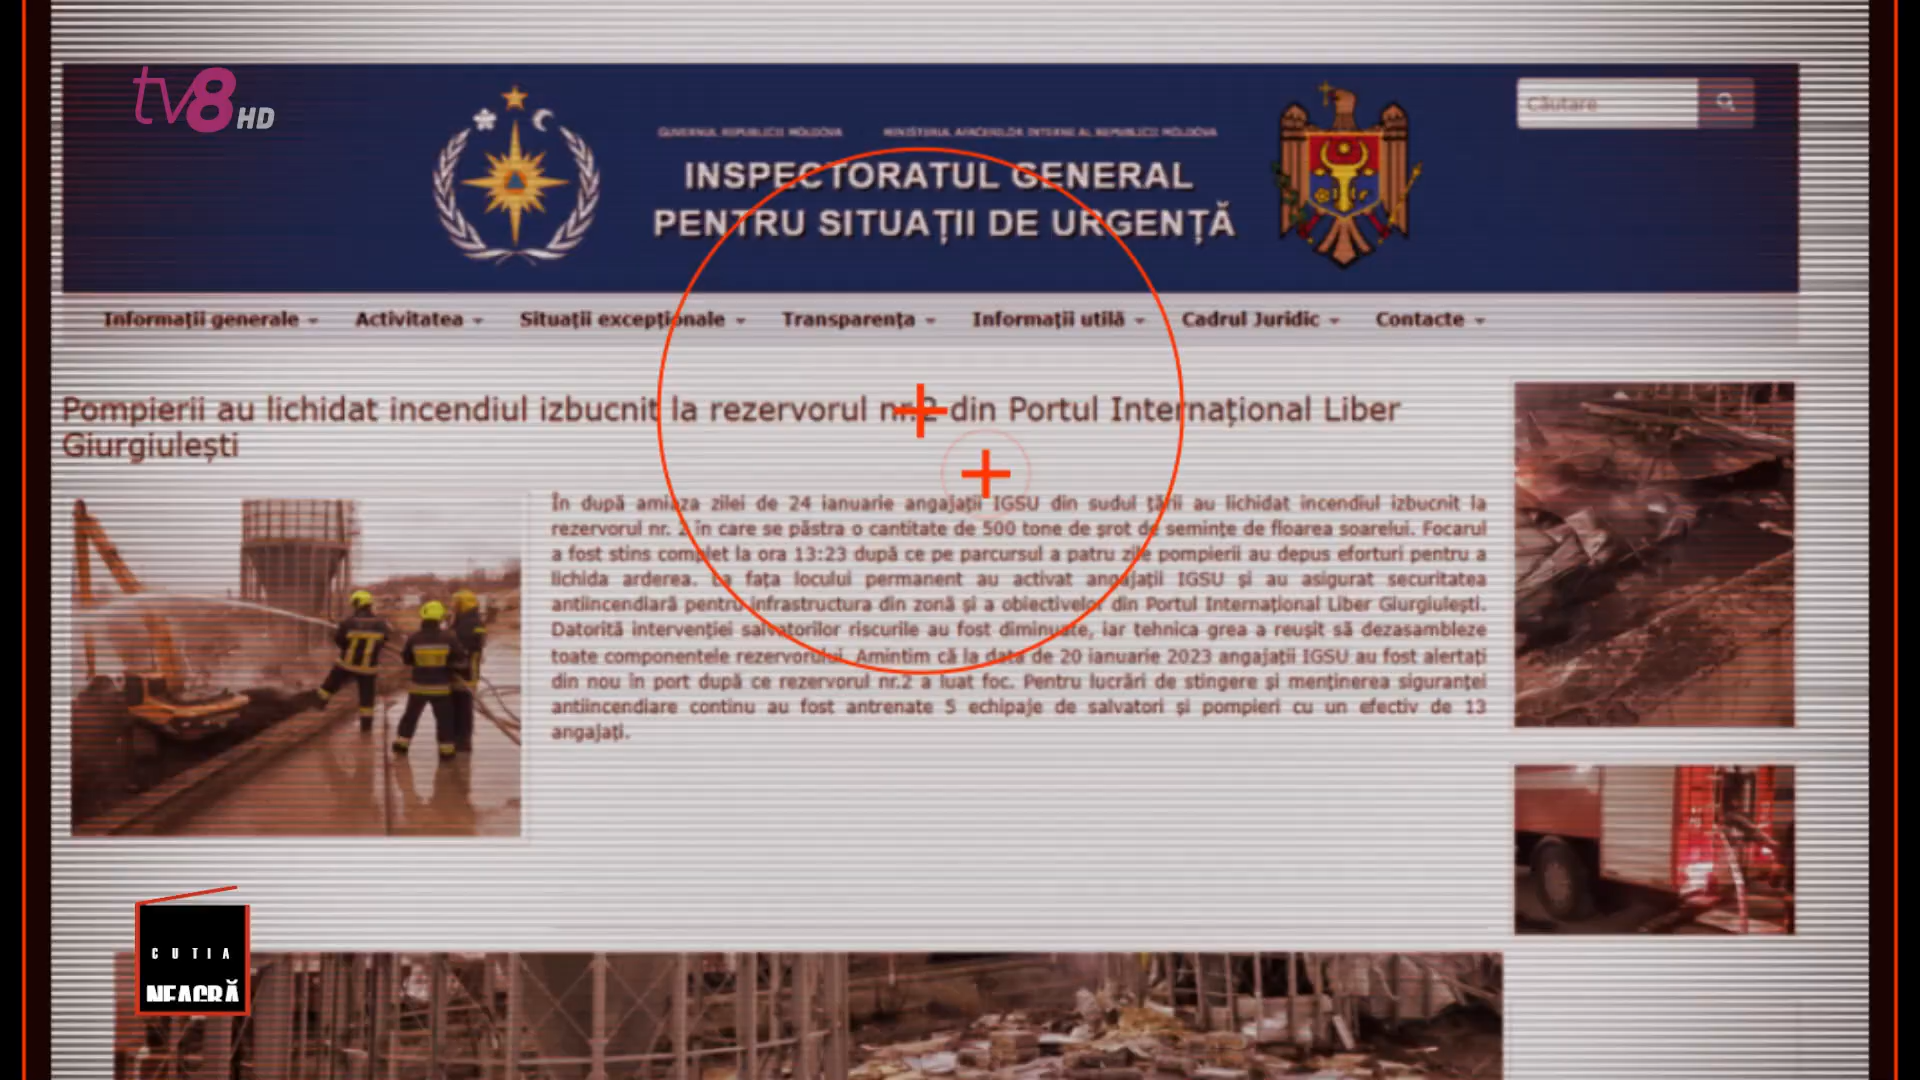 tv8 HD
Căutare
GUVERNUL REPUBLICII MOLDOVA MINISTERUL AFACERILOR INTERNE AL REPUBLICII MOLDOVA
INSPECTORATUL GENERAL
PENTRU SITUAȚII DE URGENȚĂ
Informații generale Activitatea Situații excepționale Transparența Informații utilă Cadrul Juridic Contacte
Pompierii au lichidat incendiul izbucnit la rezervorul nr.2 din Portul Internațional Liber
Giurgiulești
În după amiaza zilei de 24 ianuarie angajații IGSU din sudul țării au lichidat incendiul izbucnit la
rezervorul nr. 2 în care se păstra o cantitate de 500 tone de șrot de semințe de floarea soarelui. Focarul
a fost stins complet la ora 13:23 după ce pe parcursul a patru zile pompierii au depus eforturi pentru a
lichida arderea. La fața locului permanent au activat angajații IGSU și au asigurat securitatea
antiincendiară pentru infrastructura din zonă și a obiectivelor din Portul Internațional Liber Giurgiulești.
Datorită intervenției salvatorilor riscurile au fost diminuate, iar tehnica grea a reușit să dezasambleze
toate componentele rezervorului. Amintim că la data de 20 ianuarie 2023 angajații IGSU au fost alertați
din nou în port după ce rezervorul nr.2 a luat foc. Pentru lucrări de stingere și menținerea siguranței
antiincendiare continu au fost antrenate 5 echipaje de salvatori și pompieri cu un efectiv de 13
angajați.
CUTIA
NEAGRĂ